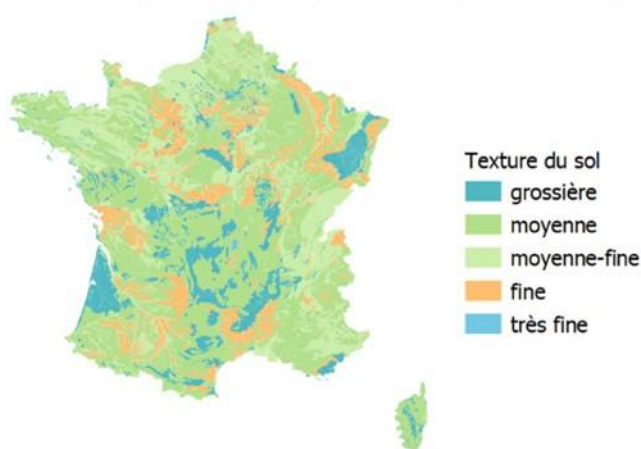 Texture du sol
grossière
moyenne
moyenne-fine
fine
très fine